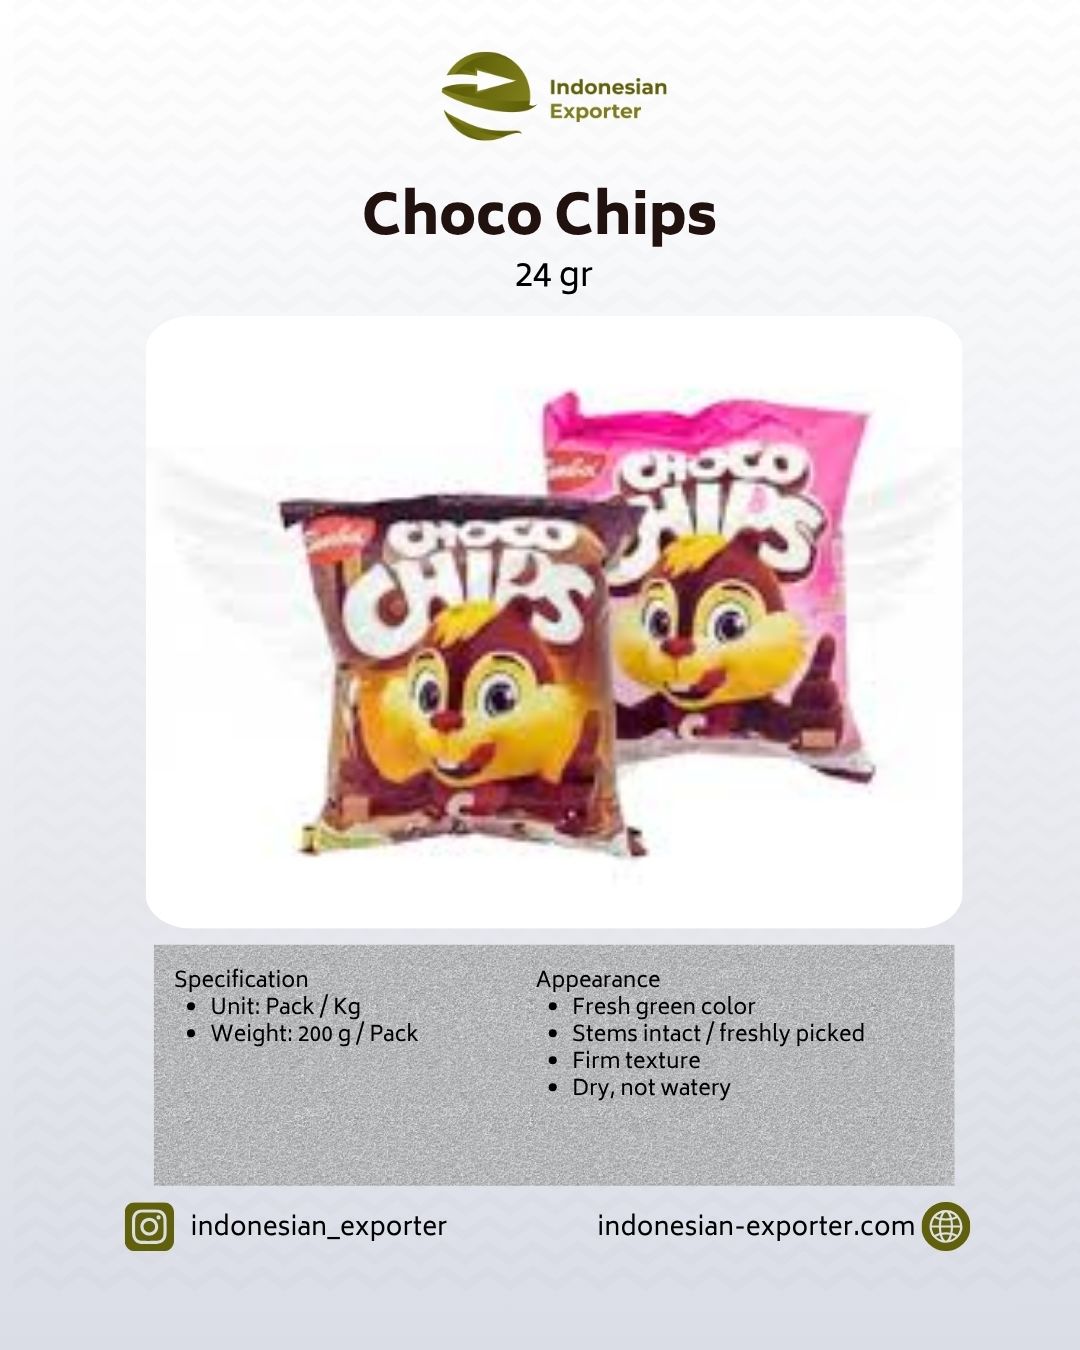 Indonesian
Exporter
Choco Chips
24 gr
CHOCO
CHIPS
CHOCO
CHIPS
C
C
Specification
Unit: Pack / Kg
Weight: 200 g / Pack
Appearance
Fresh green color
Stems intact / freshly picked
Firm texture
Dry, not watery
indonesian_exporter
indonesian-exporter.com